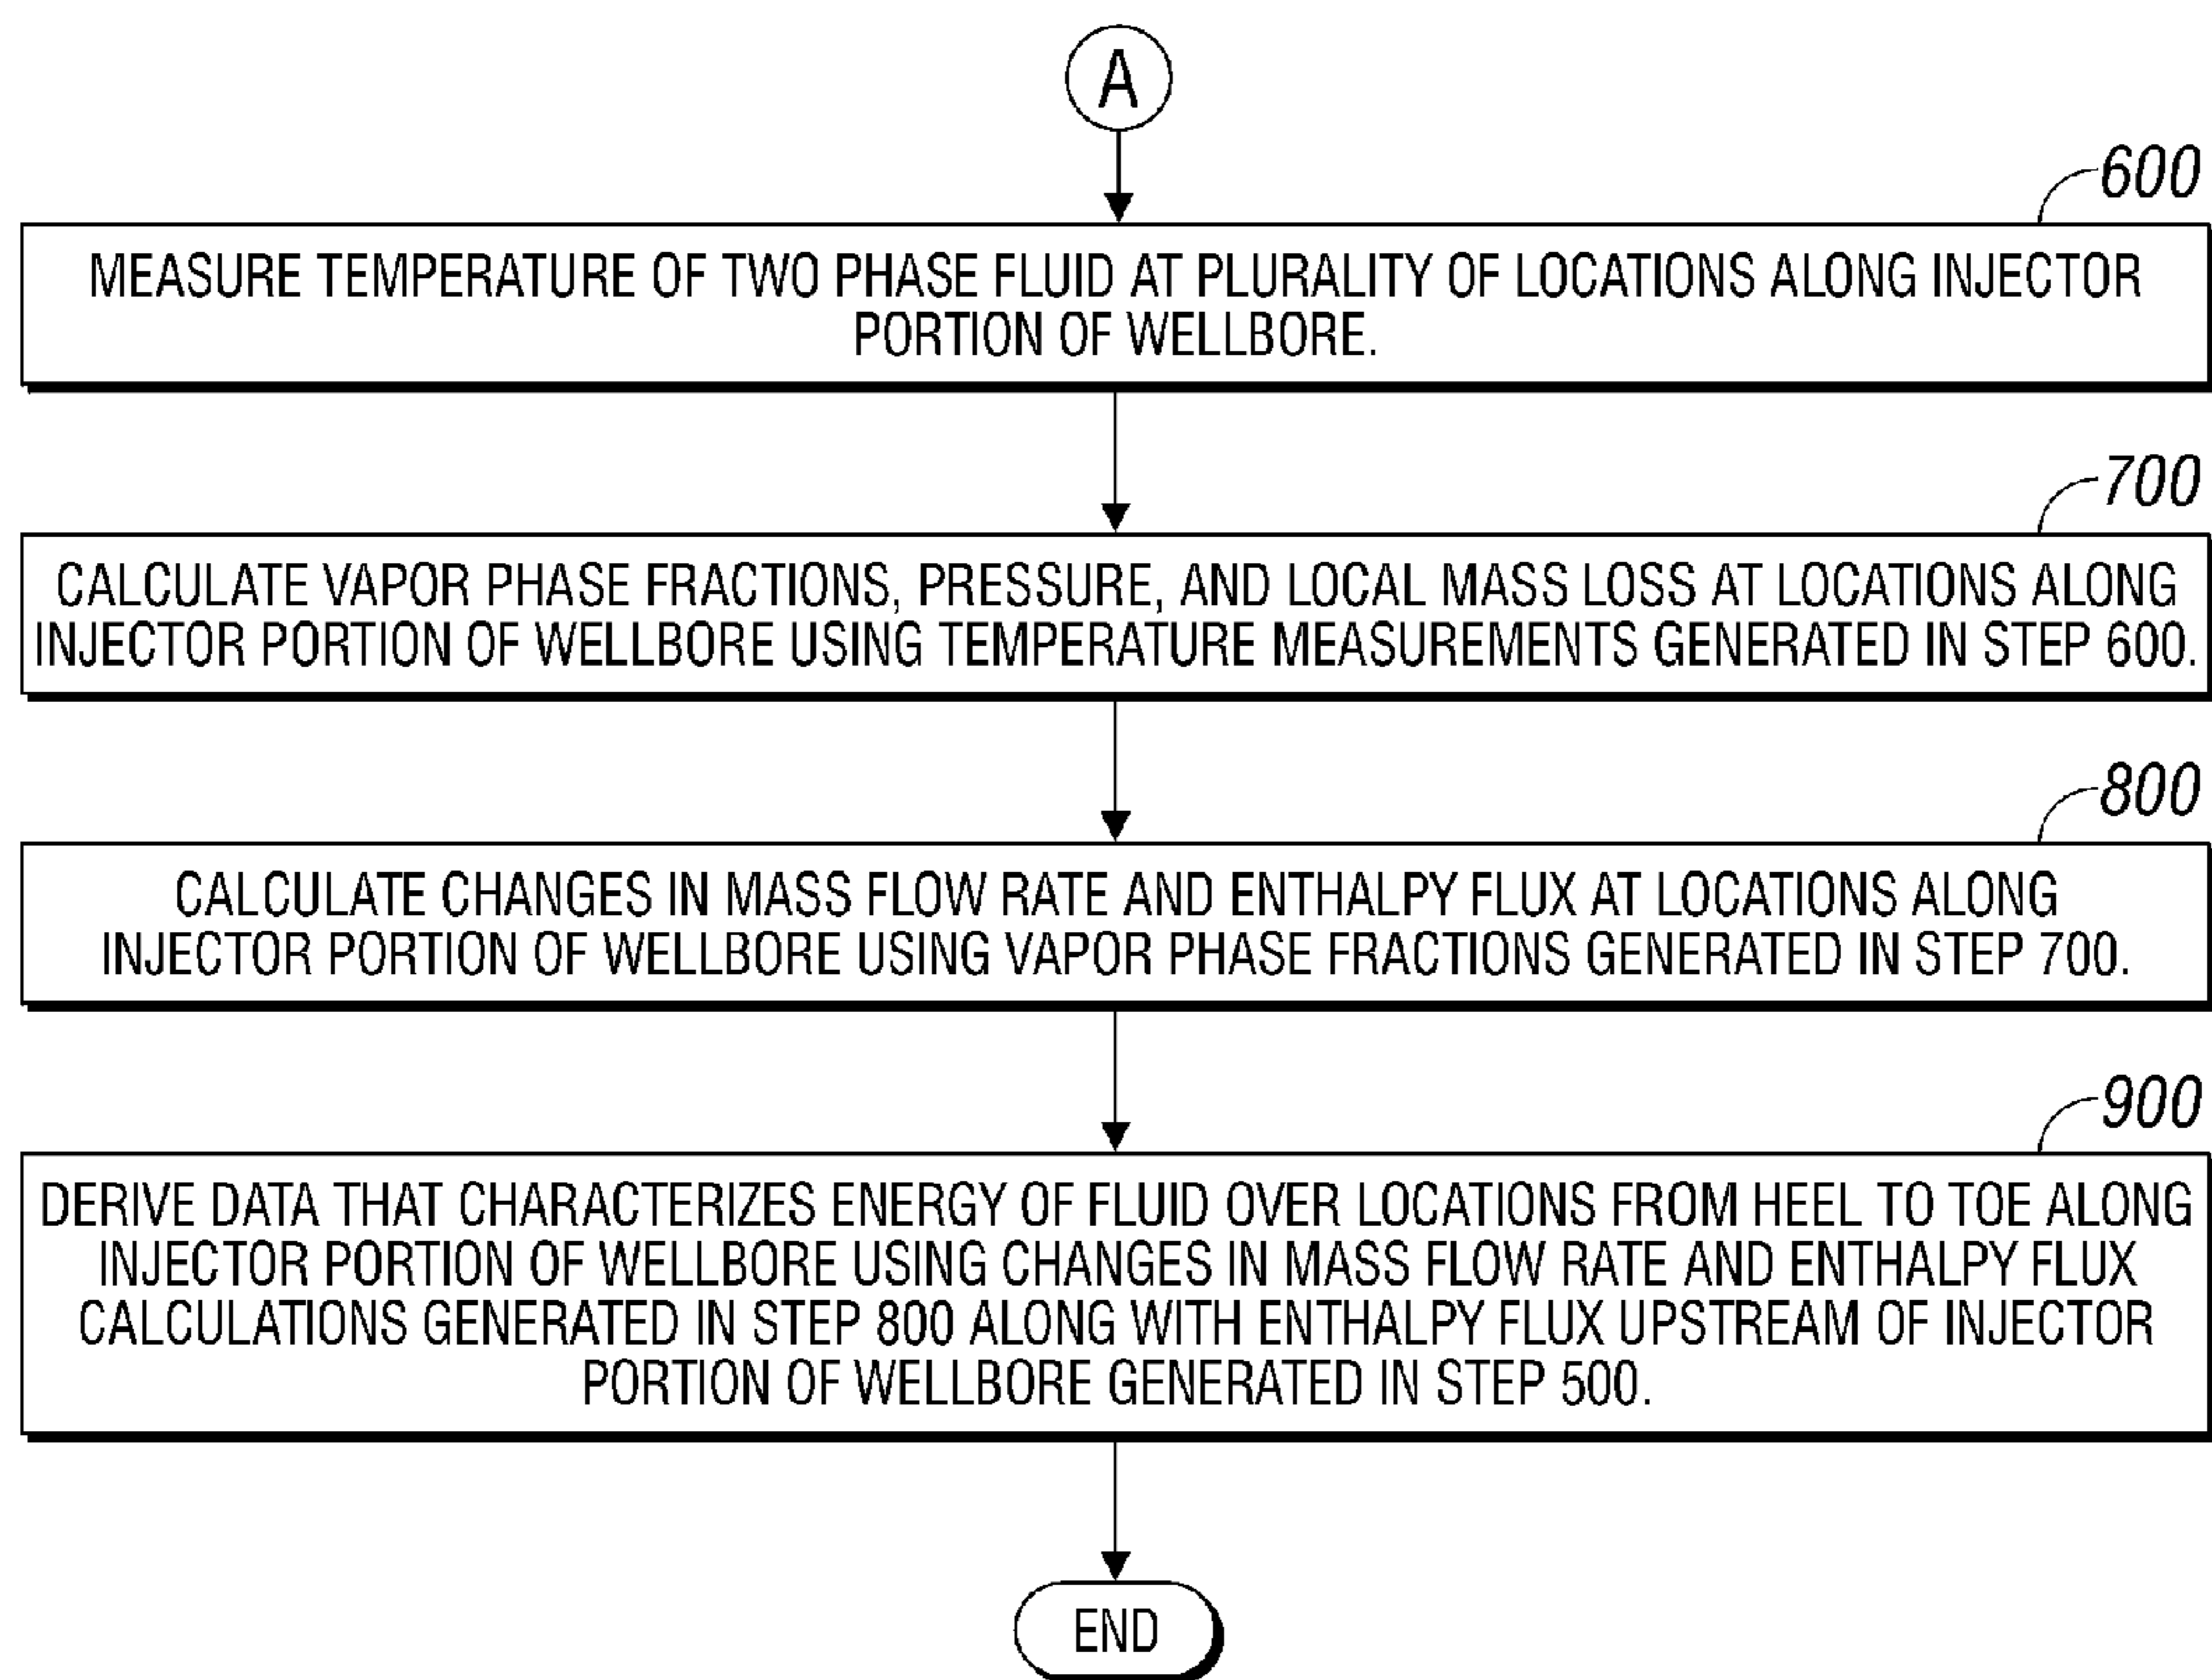 A
600
MEASURE TEMPERATURE OF TWO PHASE FLUID AT PLURALITY OF LOCATIONS ALONG INJECTOR
PORTION OF WELLBORE.
700
CALCULATE VAPOR PHASE FRACTIONS, PRESSURE, AND LOCAL MASS LOSS AT LOCATIONS ALONG
INJECTOR PORTION OF WELLBORE USING TEMPERATURE MEASUREMENTS GENERATED IN STEP 600.
800
CALCULATE CHANGES IN MASS FLOW RATE AND ENTHALPY FLUX AT LOCATIONS ALONG
INJECTOR PORTION OF WELLBORE USING VAPOR PHASE FRACTIONS GENERATED IN STEP 700.
900
DERIVE DATA THAT CHARACTERIZES ENERGY OF FLUID OVER LOCATIONS FROM HEEL TO TOE ALONG
INJECTOR PORTION OF WELLBORE USING CHANGES IN MASS FLOW RATE AND ENTHALPY FLUX
CALCULATIONS GENERATED IN STEP 800 ALONG WITH ENTHALPY FLUX UPSTREAM OF INJECTOR
PORTION OF WELLBORE GENERATED IN STEP 500.
END